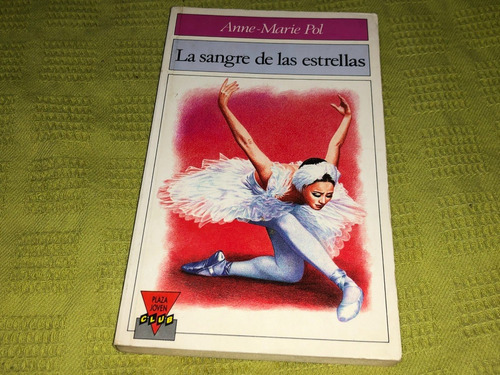 Anne-Marie Pol
La sangre de las estrellas
PLAZA
JOVEN
CLUB